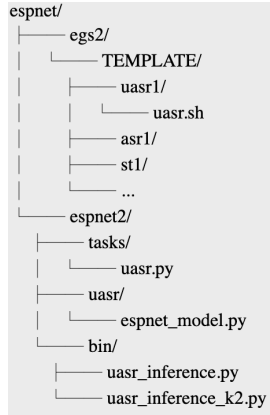 espnet/
egs2/
TEMPLATE/
uasr1/
uasr.sh
asr1/
st1/
...
espnet2/
tasks/
uasr.py
uasr/
espnet_model.py
bin/
uasr_inference.py
uasr_inference_k2.py